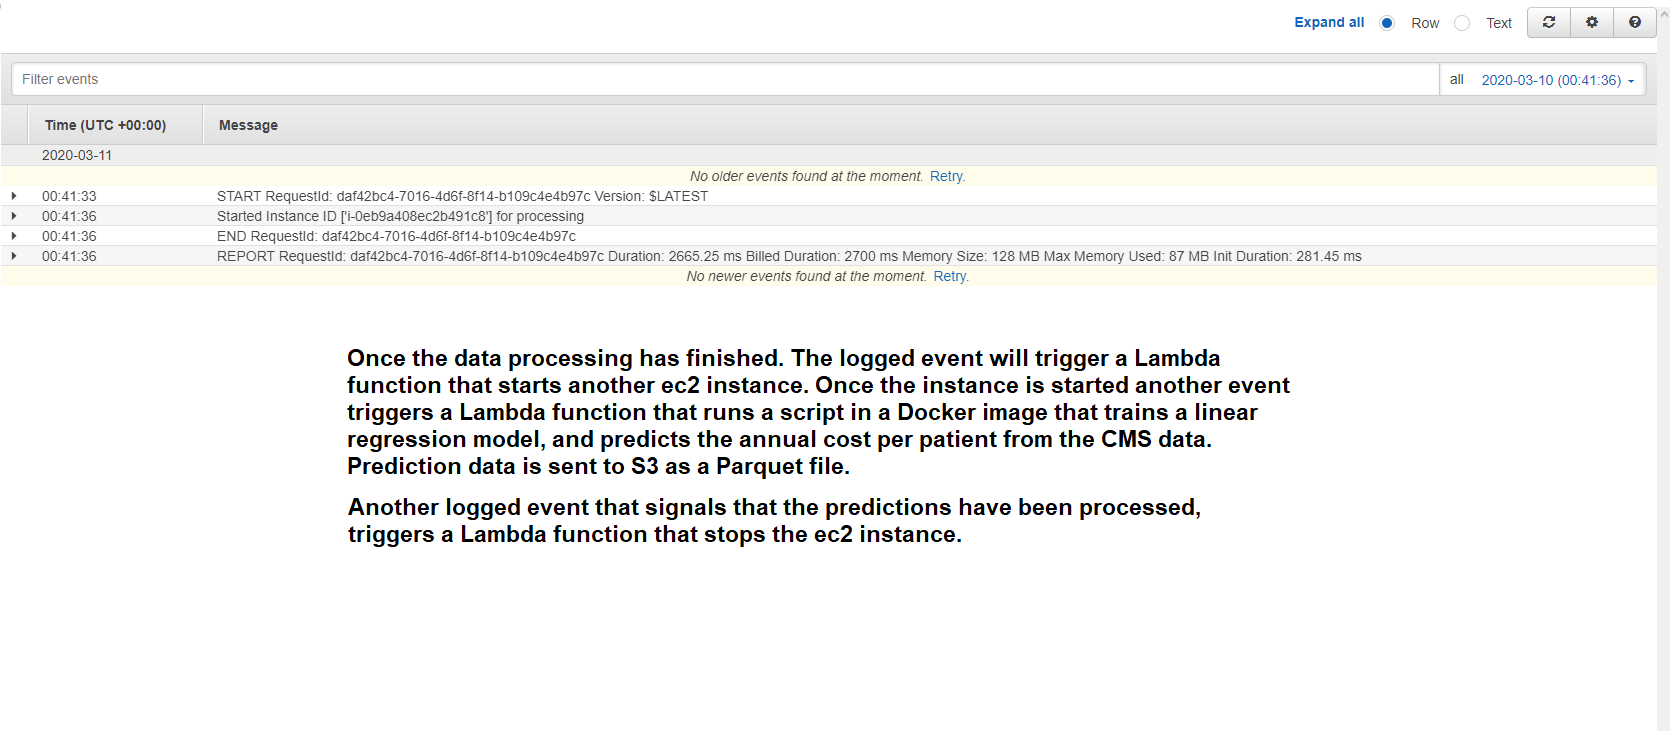 Expand all Row Text
Filter events all 2020-03-10 (00:41:36)
Time (UTC +00:00) Message
2020-03-11
No older events found at the moment. Retry.
00:41:33 START RequestId: daf42bc4-7016-4d6f-8f14-b109c4e4b97c Version: $LATEST
00:41:36 Started Instance ID ['i-0eb9a408ec2b491c8'] for processing
00:41:36 END RequestId: daf42bc4-7016-4d6f-8f14-b109c4e4b97c
00:41:36 REPORT RequestId: daf42bc4-7016-4d6f-8f14-b109c4e4b97c Duration: 2665.25 ms Billed Duration: 2700 ms Memory Size: 128 MB Max Memory Used: 87 MB Init Duration: 281.45 ms
No newer events found at the moment. Retry.
Once the data processing has finished. The logged event will trigger a Lambda
function that starts another ec2 instance. Once the instance is started another event
triggers a Lambda function that runs a script in a Docker image that trains a linear
regression model, and predicts the annual cost per patient from the CMS data.
Prediction data is sent to S3 as a Parquet file.
Another logged event that signals that the predictions have been processed,
triggers a Lambda function that stops the ec2 instance.